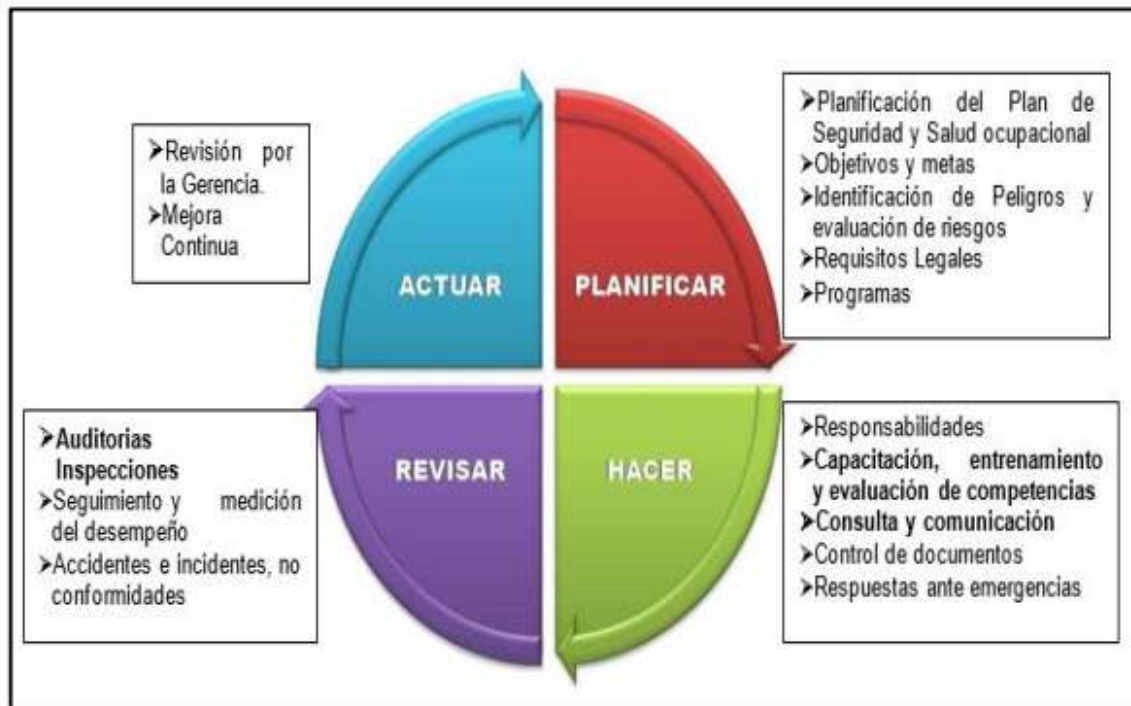 ➤Revisión por
la Gerencia.
➤Mejora
Continua
ACTUAR
PLANIFICAR
➤Planificación del Plan de
Seguridad y Salud ocupacional
➤Objetivos y metas
➤Identificación de Peligros y
evaluación de riesgos
➤Requisitos Legales
➤Programas
➤Auditorias
Inspecciones
➤Seguimiento y medición
del desempeño
➤Accidentes e incidentes, no
conformidades
REVISAR
HACER
➤Responsabilidades
➤Capacitación, entrenamiento
y evaluación de competencias
➤Consulta y comunicación
➤Control de documentos
➤Respuestas ante emergencias